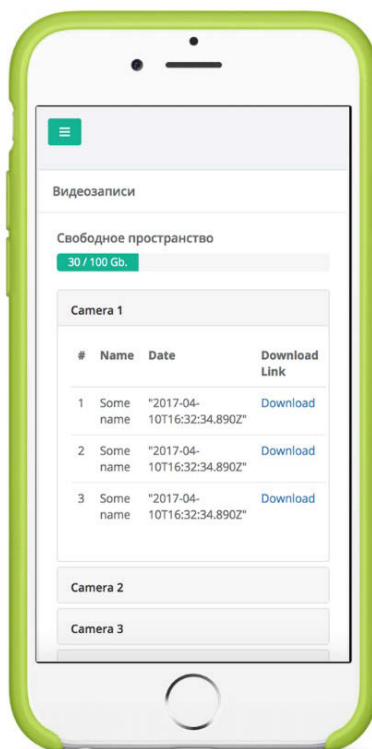 Видеозаписи
Свободное пространство
30 / 100 Gb.
Camera 1
# Name Date Download
Link
1 Some "2017-04- Download
name 10T16:32:34.890Z"
2 Some "2017-04- Download
name 10T16:32:34.890Z"
3 Some "2017-04- Download
name 10T16:32:34.890Z"
Camera 2
Camera 3